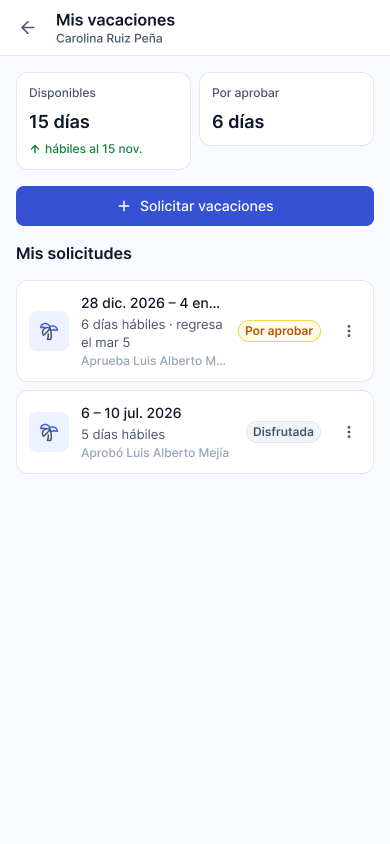 Mis vacaciones
Carolina Ruiz Peña
Disponibles
15 días
↑ hábiles al 15 nov.
Por aprobar
6 días
+ Solicitar vacaciones
Mis solicitudes
28 dic. 2026 – 4 en...
6 días hábiles · regresa
el mar 5
Aprueba Luis Alberto M...
Por aprobar
6 – 10 jul. 2026
5 días hábiles
Aprobó Luis Alberto Mejía
Disfrutada